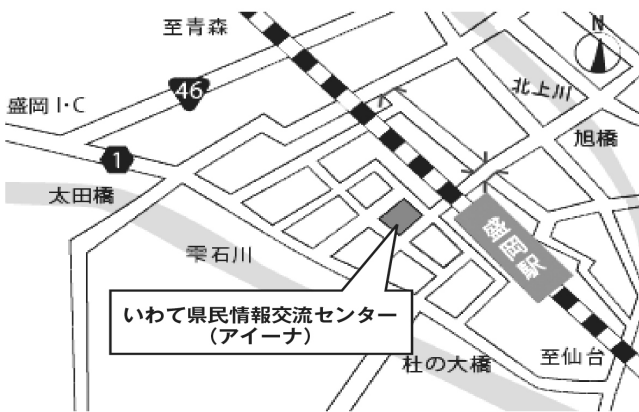 至青森
N
46
北上川
盛岡I・C
旭橋
1
太田橋
雫石川
盛岡駅
いわて県民情報交流センター
(アイーナ)
杜の大橋
至仙台